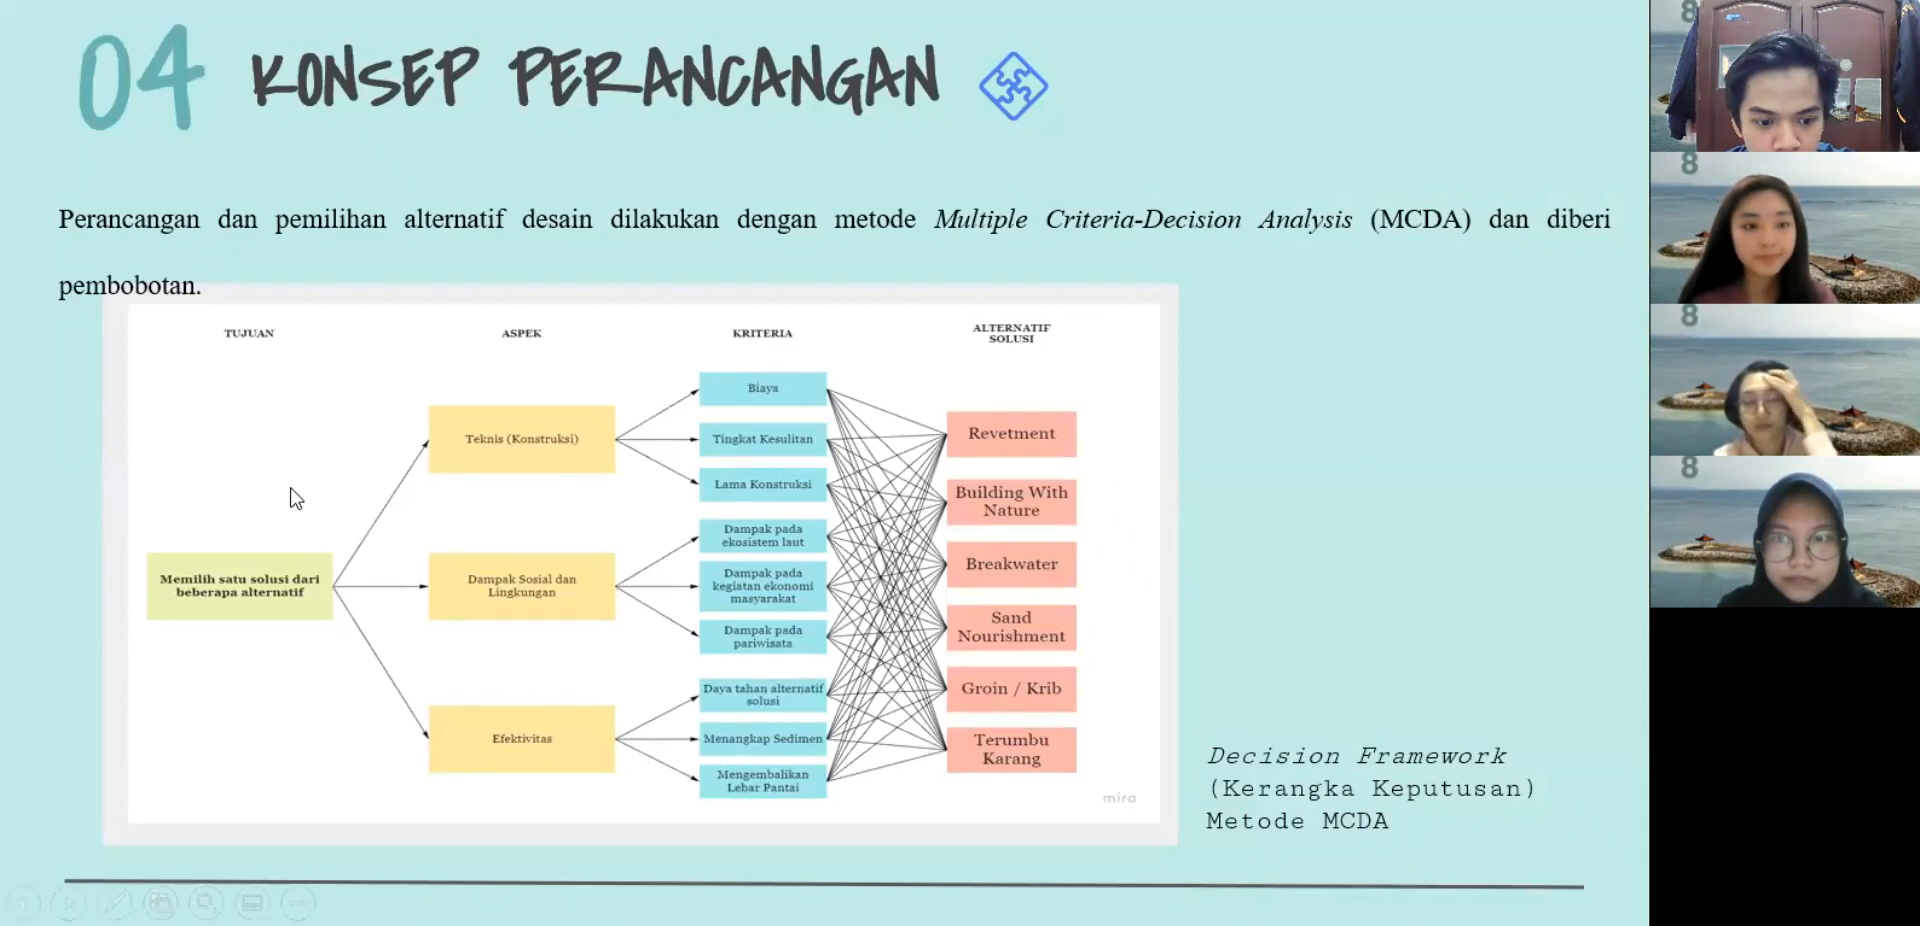 04 KONSEP PERANCANGAN
Perancangan dan pemilihan alternatif desain dilakukan dengan metode Multiple Criteria-Decision Analysis (MCDA) dan diberi
pembobotan.
TUJUAN
ASPEK
KRITERIA
ALTERNATIF
SOLUSI
Memilih satu solusi dari
beberapa alternatif
Teknis (Konstruksi)
Dampak Sosial dan
Lingkungan
Efektivitas
Biaya
Tingkat Kesulitan
Lama Konstruksi
Dampak pada
ekosistem laut
Dampak pada
kegiatan ekonomi
masyarakat
Dampak pada
pariwisata
Daya tahan alternatif
solusi
Menangkap Sedimen
Mengembalikan
Lebar Pantai
Revetment
Building With
Nature
Breakwater
Sand
Nourishment
Groin / Krib
Terumbu
Karang
miro
Decision Framework
(Kerangka Keputusan)
Metode MCDA
8
8
8
8